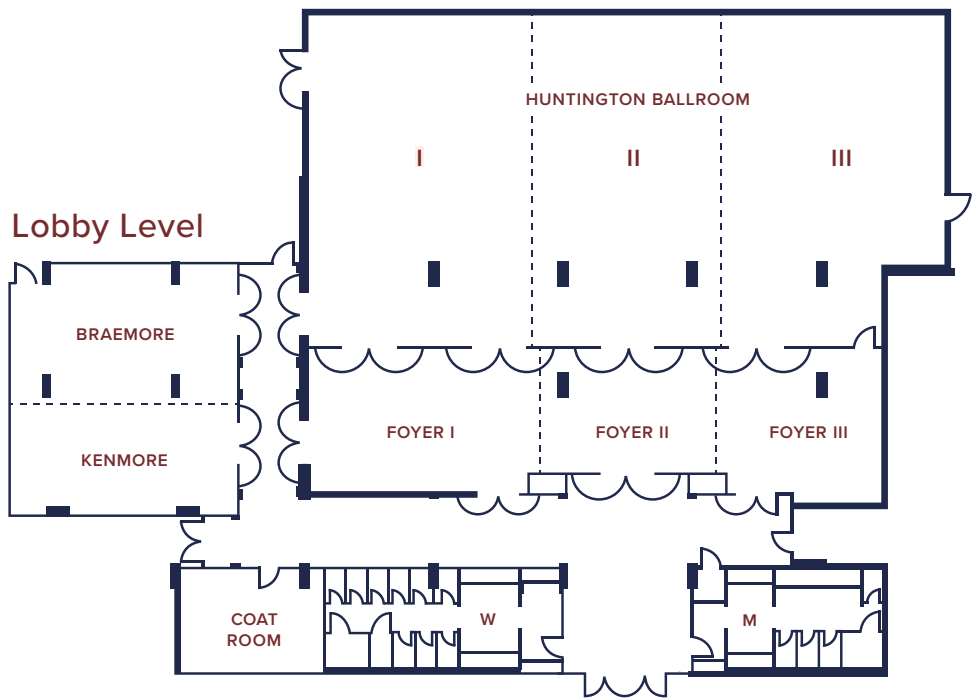 HUNTINGTON BALLROOM
I
II
III
Lobby Level
BRAEMORE
KENMORE
FOYER I
FOYER II
FOYER III
COAT
ROOM
W
M